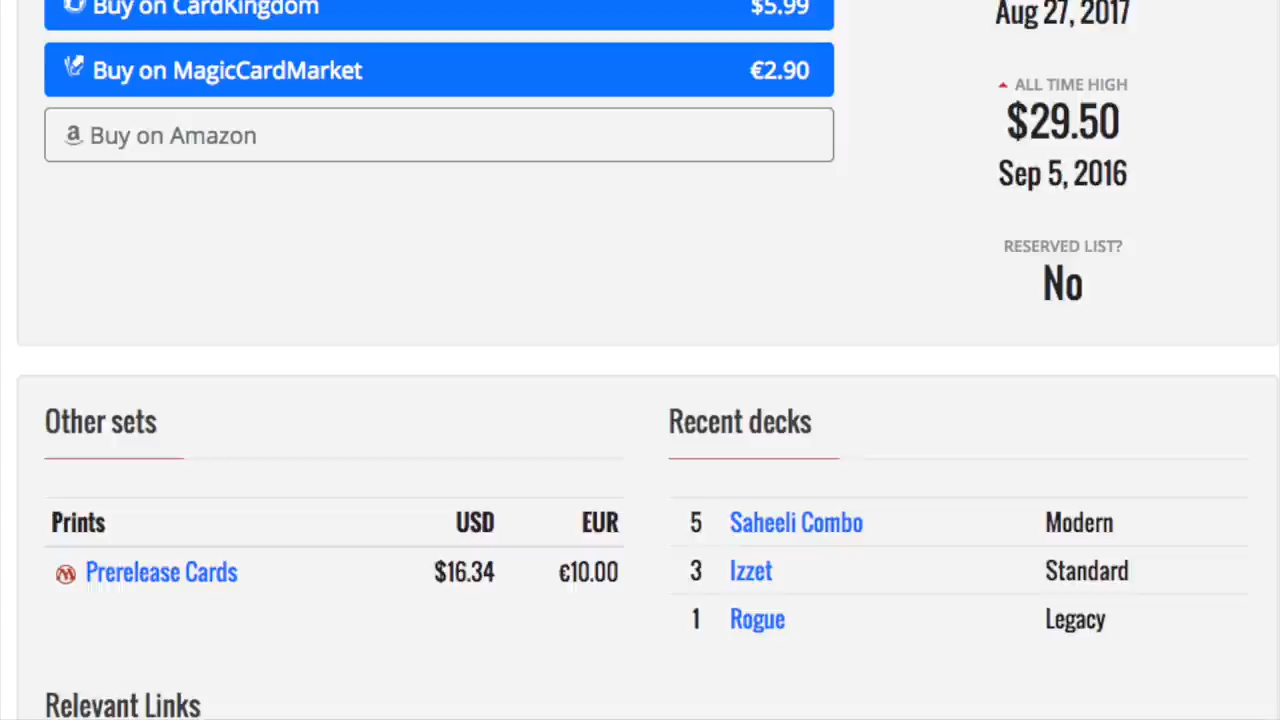 Buy on CardKingdom $5.99
Buy on MagicCardMarket €2.90
Buy on Amazon
Aug 27, 2017
ALL TIME HIGH
$29.50
Sep 5, 2016
RESERVED LIST?
No
Other sets
Prints USD EUR
Prerelease Cards $16.34 €10.00
Recent decks
5 Saheeli Combo Modern
3 Izzet Standard
1 Rogue Legacy
Relevant Links